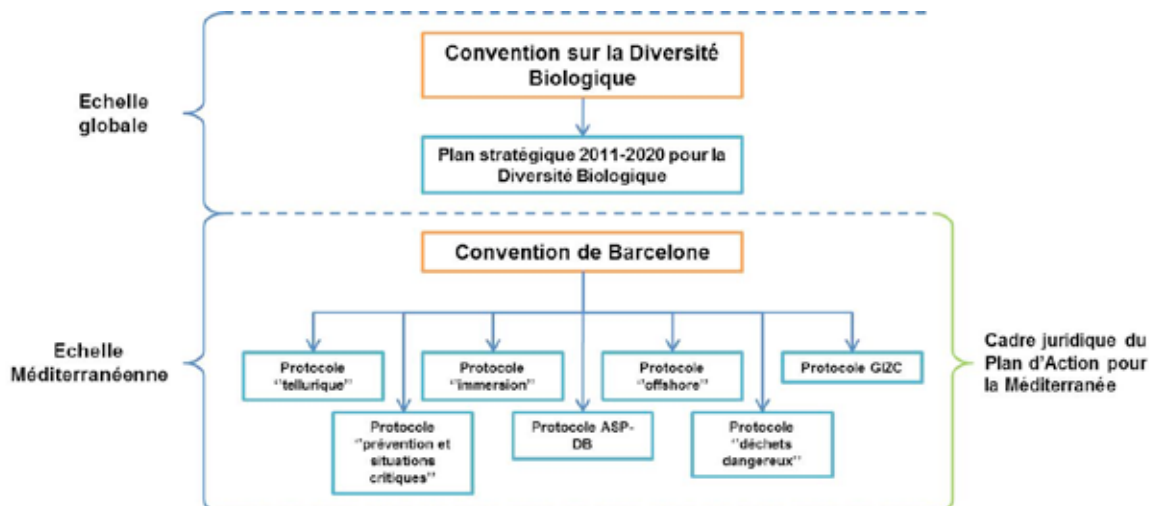 Convention sur la Diversité
Biologique
Echelle
globale
Plan stratégique 2011-2020 pour la
Diversité Biologique
Convention de Barcelone
Echelle
Méditerranéenne
Protocole
‘‘tellurique’’
Protocole
‘‘immersion’’
Protocole
‘‘offshore’’
Protocole GIZC
Protocole
‘‘prévention et
situations
critiques’’
Protocole ASP-
DB
Protocole
‘‘déchets
dangereux’’
Cadre juridique du
Plan d’Action pour
la Méditerranée